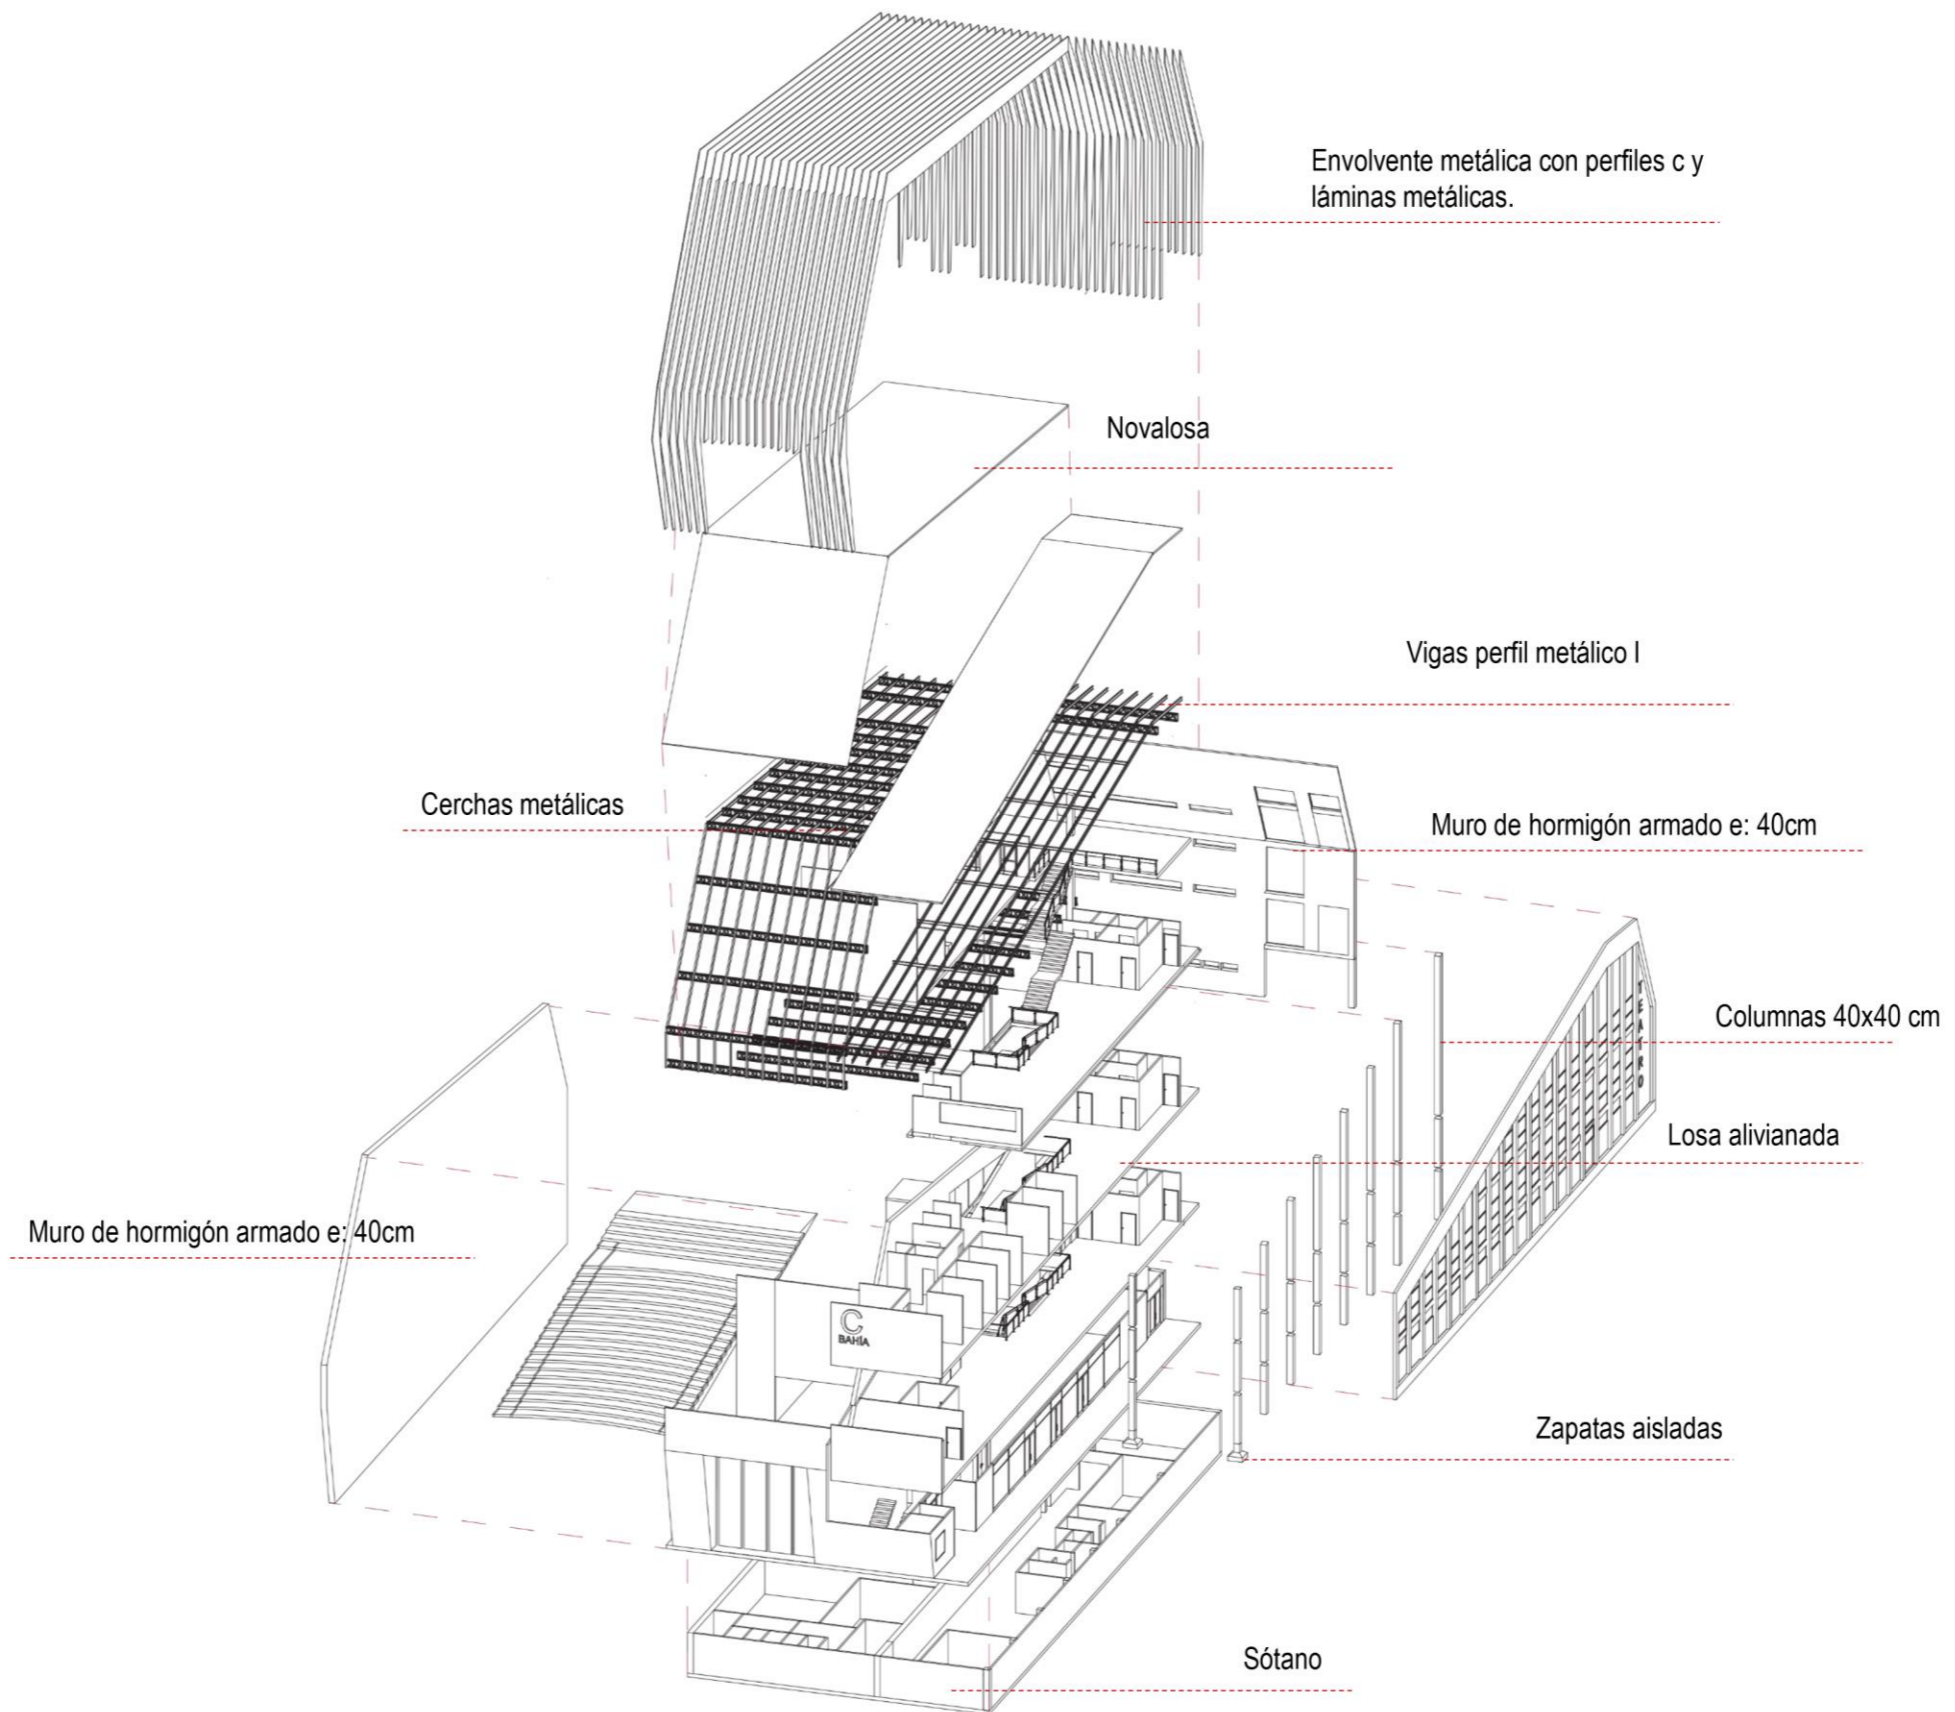 Envolvente metálica con perfiles c y
láminas metálicas.
Novalosa
Vigas perfil metálico I
Cerchas metálicas
Muro de hormigón armado e: 40cm
TEATRO
Columnas 40x40 cm
Losa alivianada
Muro de hormigón armado e: 40cm
C
BAHÍA
Zapatas aisladas
Sótano